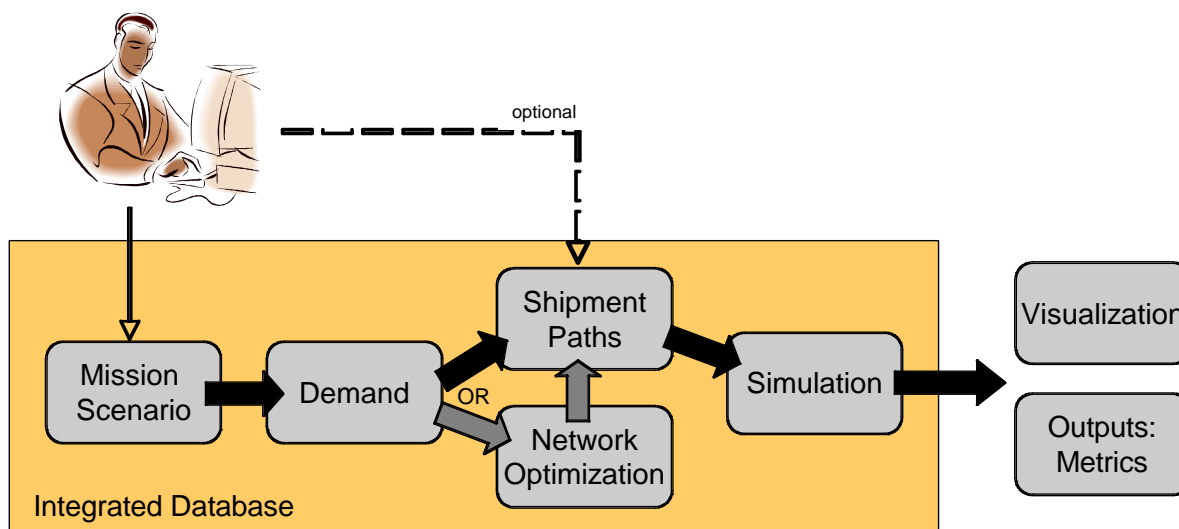 optional
Shipment
Paths
Visualization
Mission
Scenario
Demand
Simulation
OR
Network
Optimization
Outputs:
Metrics
Integrated Database